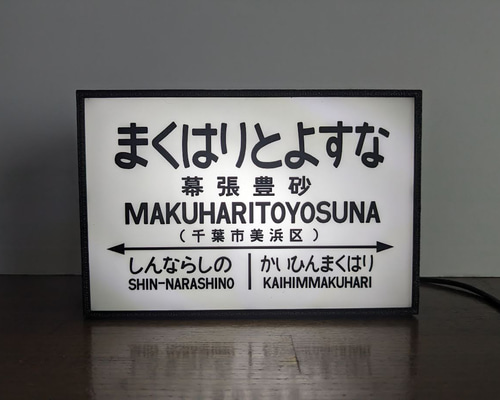 まくはりとよすな
幕張豊砂
MAKUHARITOYOSUNA
(千葉市美浜区)
しんならしの かいひんまくはり
SHIN-NARASHINO KAIHIMMAKUHARI